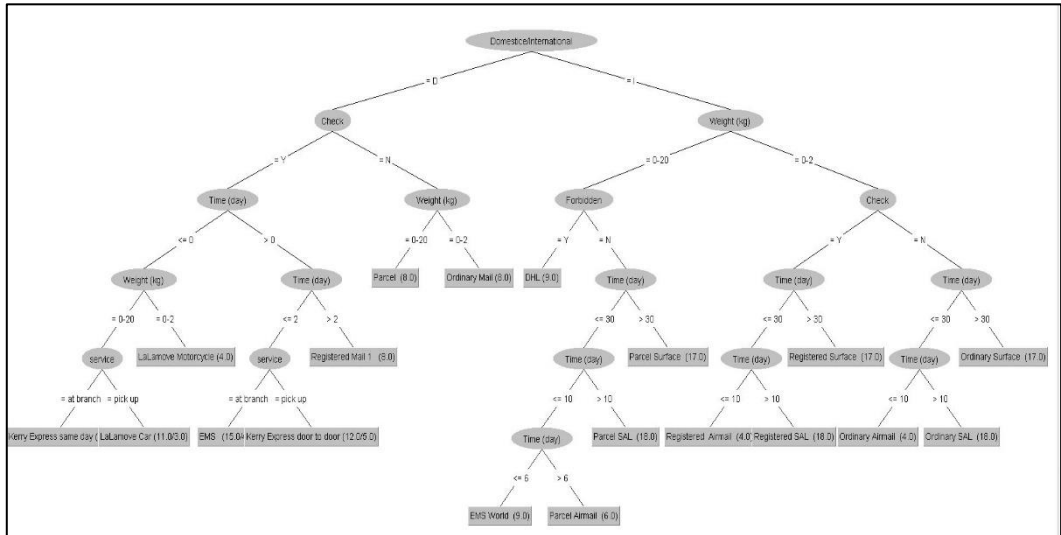 Domestice/International
= D
= I
Check
Weight (kg)
= Y
= N
= 0-20
= 0-2
Time (day)
Weight (kg)
Forbidden
Check
<= 0
> 0
= 0-20
= 0-2
= Y
= N
= Y
= N
Weight (kg)
Time (day)
Parcel (8.0)
Ordinary Mail (8.0)
DHL (9.0)
Time (day)
Time (day)
Time (day)
= 0-20
= 0-2
<= 2
> 2
<= 30
> 30
<= 30
> 30
<= 30
> 30
service
LaLamove Motorcycle (4.0)
service
Registered Mail 1 (8.0)
Time (day)
Parcel Surface (17.0)
Time (day)
Registered Surface (17.0)
Time (day)
Ordinary Surface (17.0)
= at branch
= pick up
= at branch
= pick up
<= 10
> 10
<= 10
> 10
<= 10
> 10
Kerry Express same day (
LaLamove Car (11.0/3.0)
EMS (15.0/
Kerry Express door to door (12.0/5.0)
Time (day)
Parcel SAL (18.0)
Registered Airmail (4.0)
Registered SAL (18.0)
Ordinary Airmail (4.0)
Ordinary SAL (18.0)
<= 6
> 6
EMS World (9.0)
Parcel Airmail (6.0)